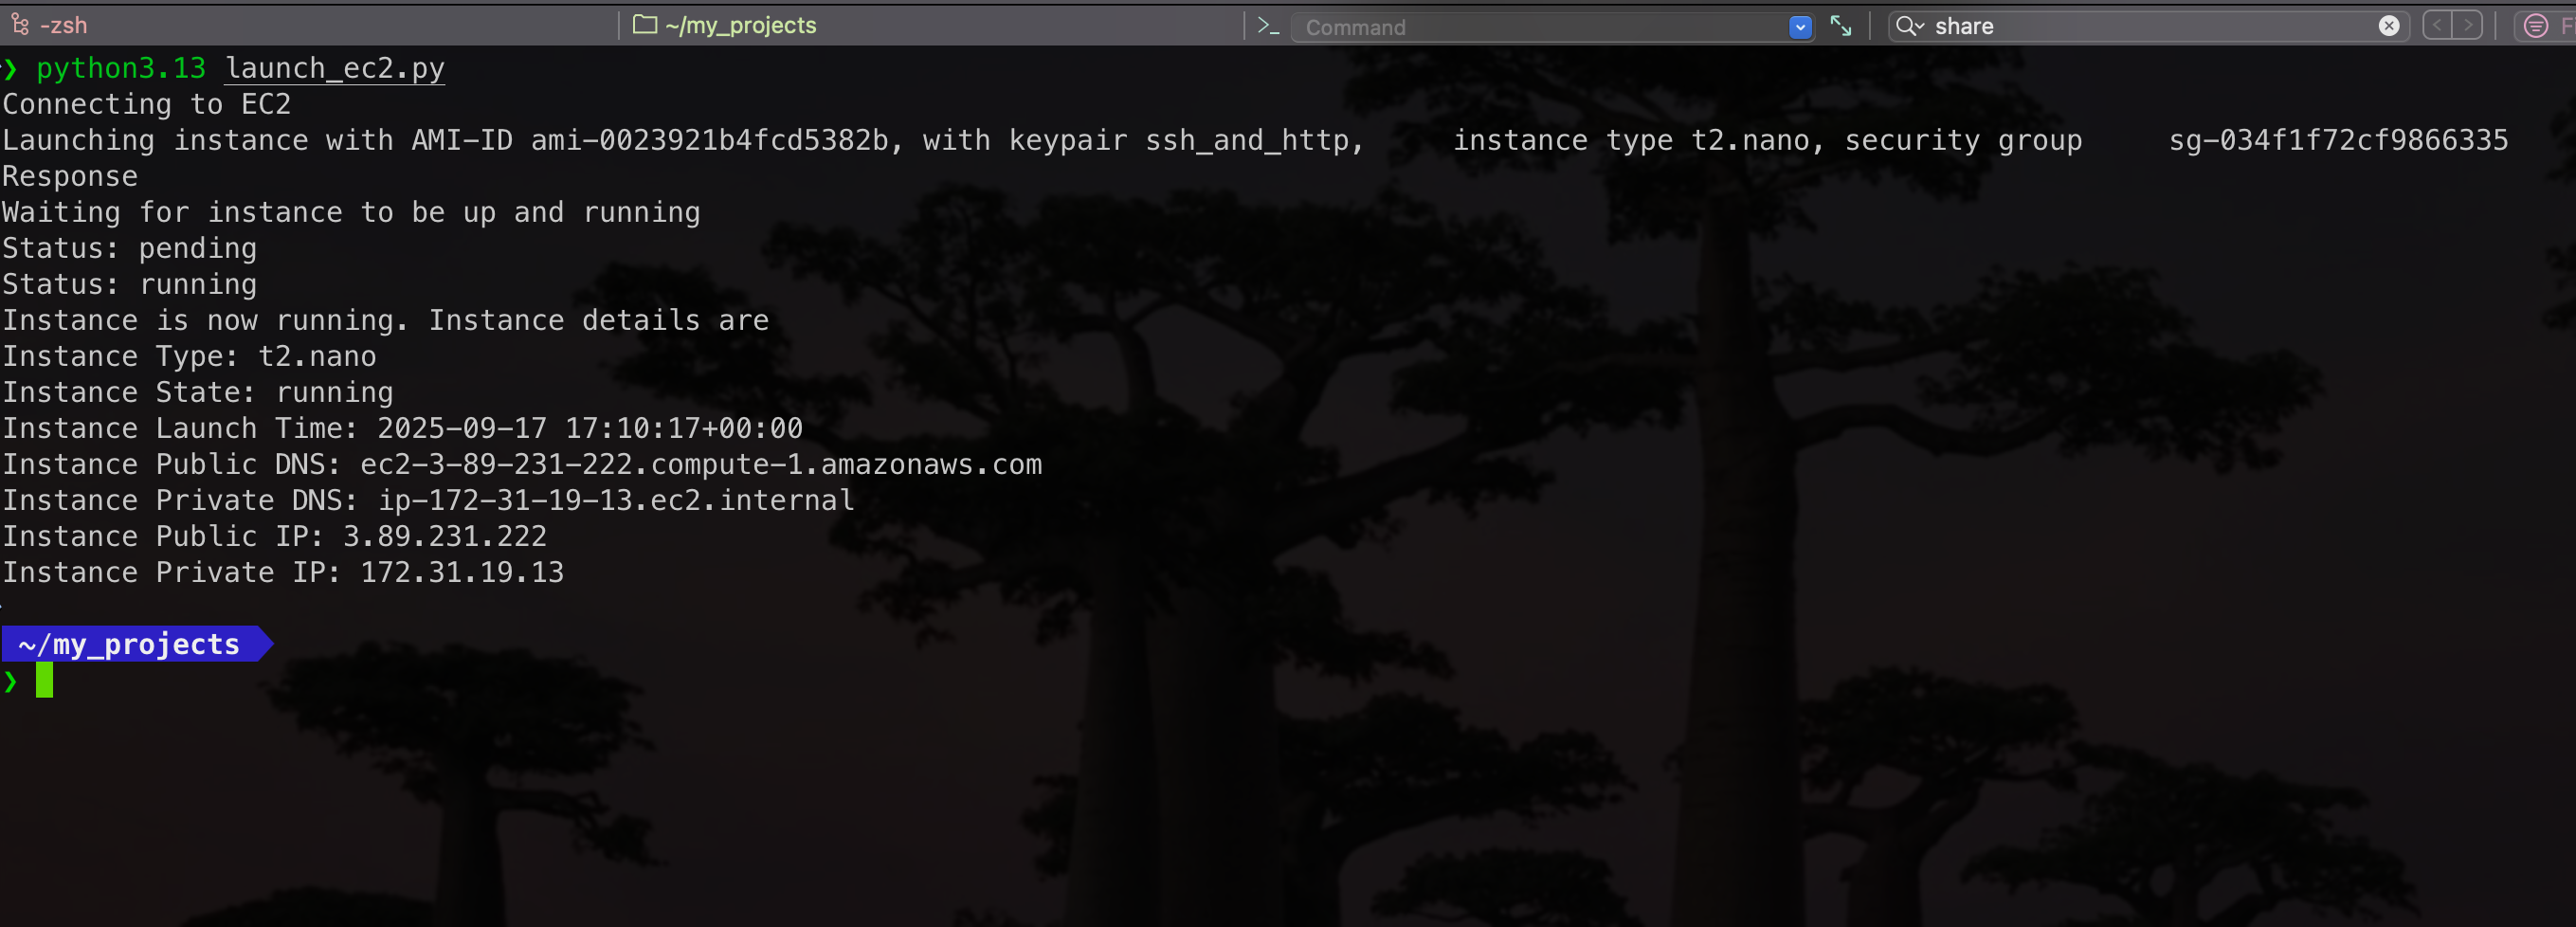 -zsh ~/my_projects Command share
❯ python3.13 launch_ec2.py
Connecting to EC2
Launching instance with AMI-ID ami-0023921b4fcd5382b, with keypair ssh_and_http,     instance type t2.nano, security group     sg-034f1f72cf9866335
Response
Waiting for instance to be up and running
Status: pending
Status: running
Instance is now running. Instance details are
Instance Type: t2.nano
Instance State: running
Instance Launch Time: 2025-09-17 17:10:17+00:00
Instance Public DNS: ec2-3-89-231-222.compute-1.amazonaws.com
Instance Private DNS: ip-172-31-19-13.ec2.internal
Instance Public IP: 3.89.231.222
Instance Private IP: 172.31.19.13
~/my_projects
❯